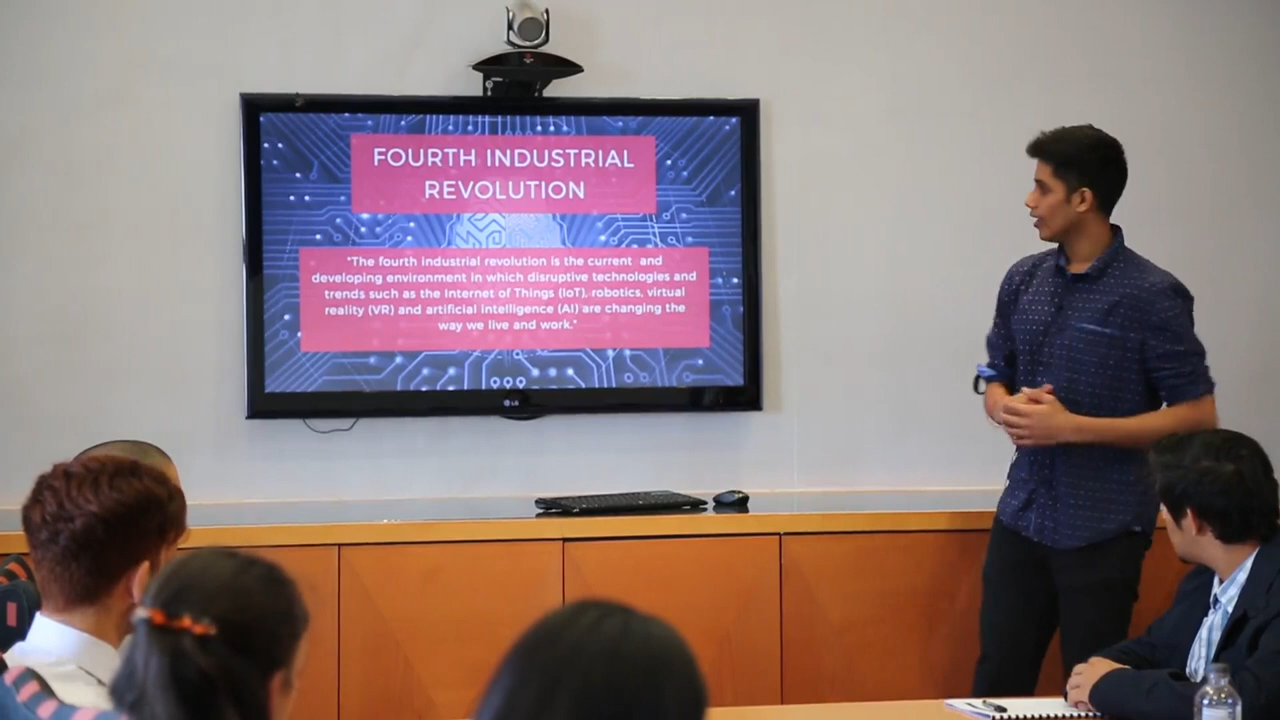 FOURTH INDUSTRIAL
REVOLUTION
"The fourth industrial revolution is the current and
developing environment in which disruptive technologies and
trends such as the Internet of Things (IoT), robotics, virtual
reality (VR) and artificial intelligence (AI) are changing the
way we live and work."
LG